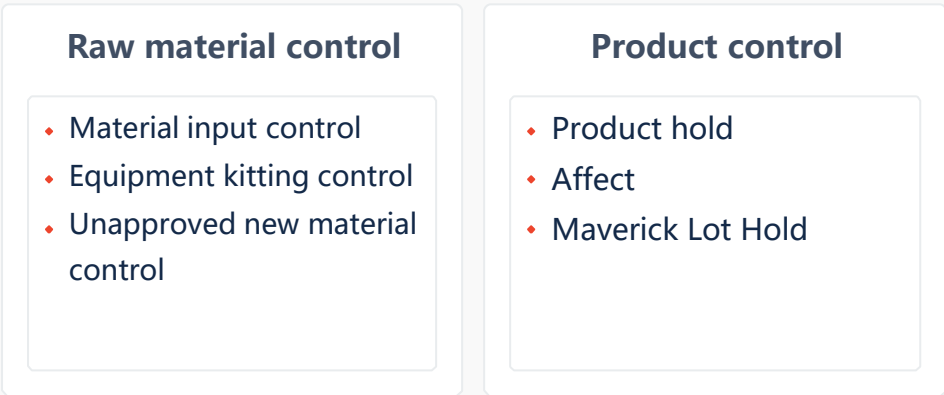 Raw material control
Material input control
Equipment kitting control
Unapproved new material
control
Product control
Product hold
Affect
Maverick Lot Hold